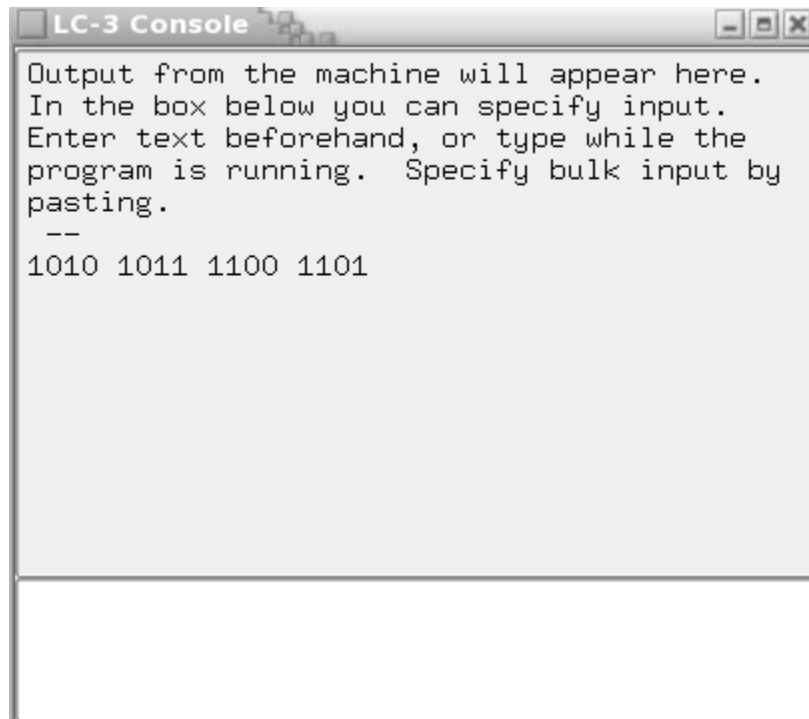 LC-3 Console
Output from the machine will appear here.
In the box below you can specify input.
Enter text beforehand, or type while the
program is running.  Specify bulk input by
pasting.
--
1010 1011 1100 1101